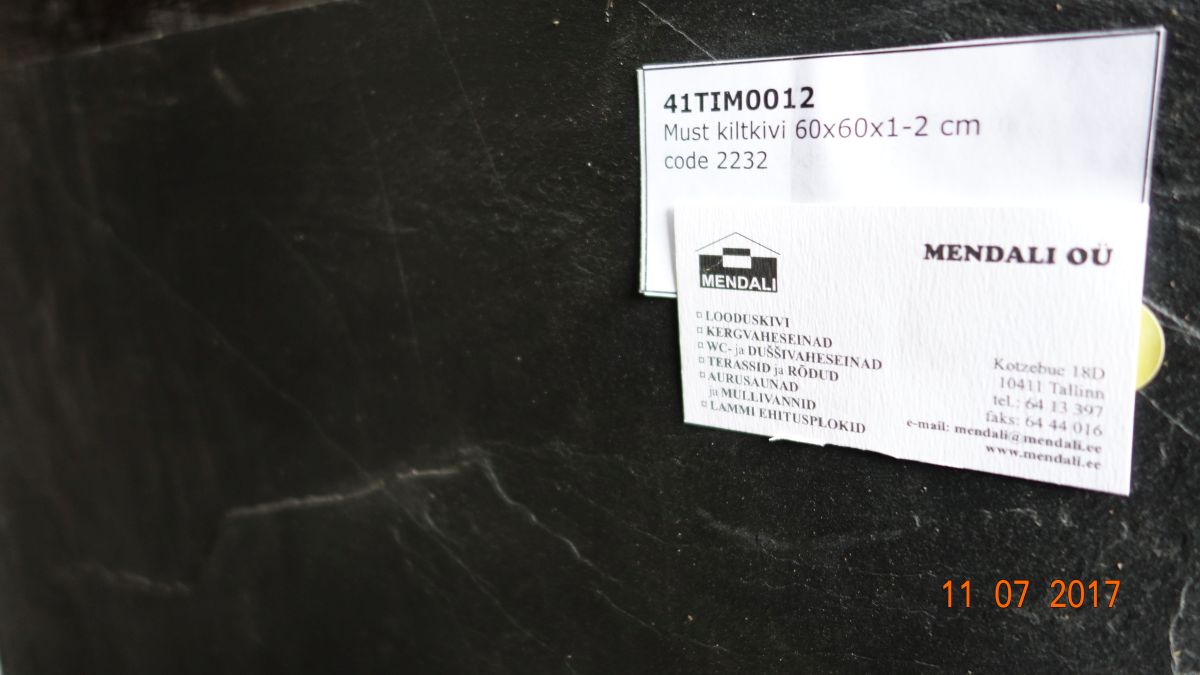 41TIM0012
Must kiltkivi 60x60x1-2 cm
code 2232
MENDALI
MENDALI OÜ
¤ LOODUSKIVI
¤ KERGVAHESEINAD
¤ WC- ja DUŠŠIVAHESEINAD
¤ TERASSID ja RÕDUD
¤ AURUSAUNAD
ja MULLIVANNID
¤ LAMMI EHITUSPLOKID
Kotzebue 18D
10411 Tallinn
tel.: 64 13 397
faks: 64 44 016
e-mail: mendali@mendali.ee
www.mendali.ee
11 07 2017